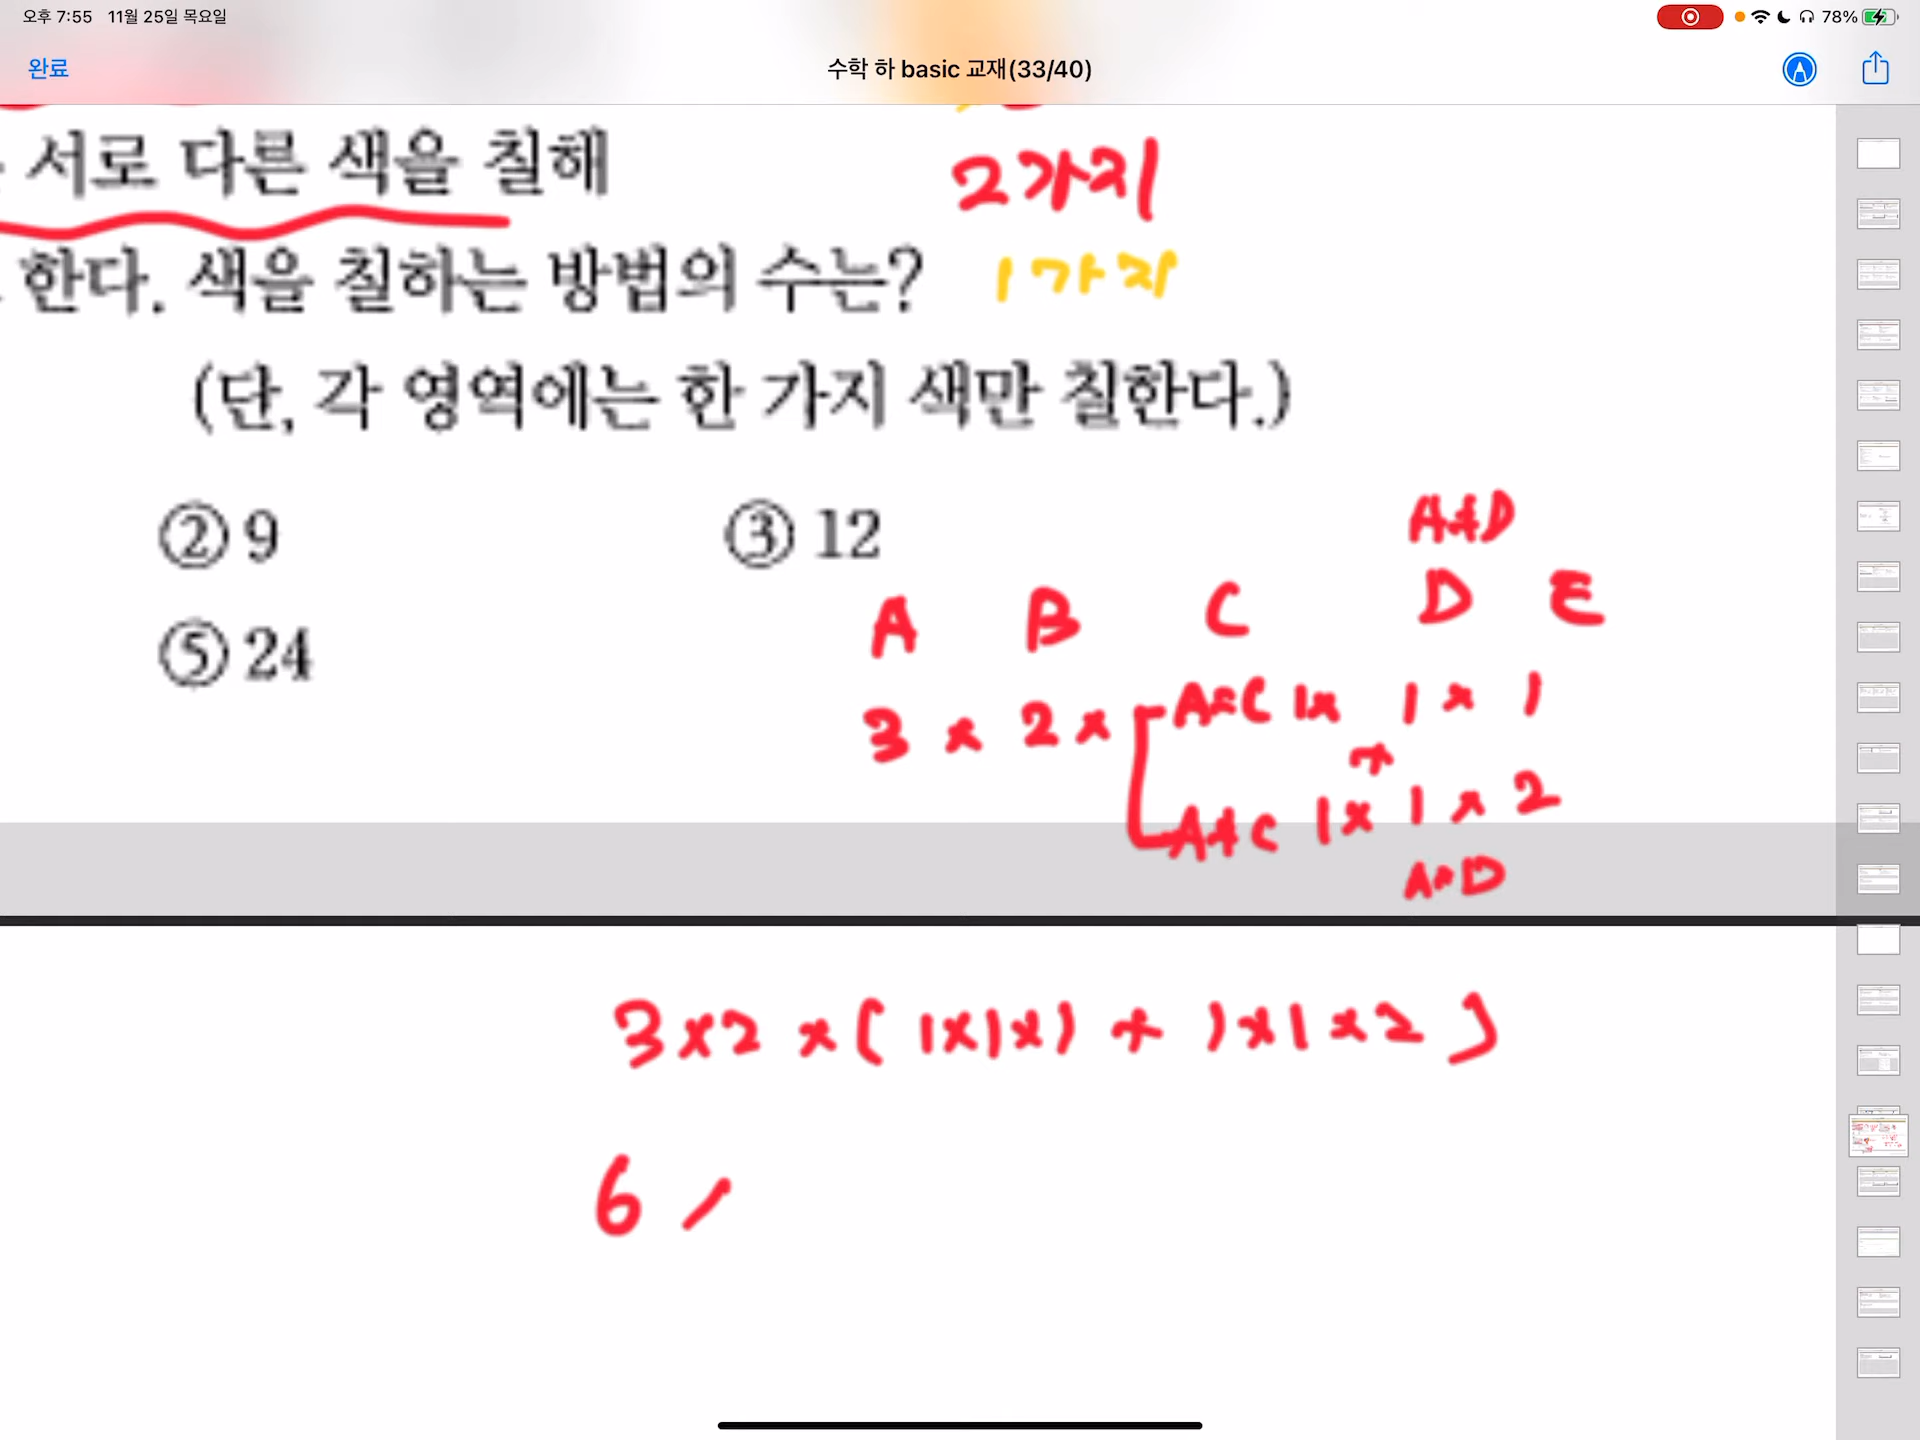 오후 7:55 11월 25일 목요일
78%
완료
수학 하 basic 교재(33/40)
서로 다른 색을 칠해
2가지
한다. 색을 칠하는 방법의 수는?
1가지
(단, 각 영역에는 한 가지 색만 칠한다.)
② 9 ③ 12
A≠D
A B C D E
⑤ 24
3 × 2 × A=C 1× 1 × 1
+
A≠C 1× 1 × 2
A=D
3×2 ×( 1×1×1 + 1×1×2 )
6